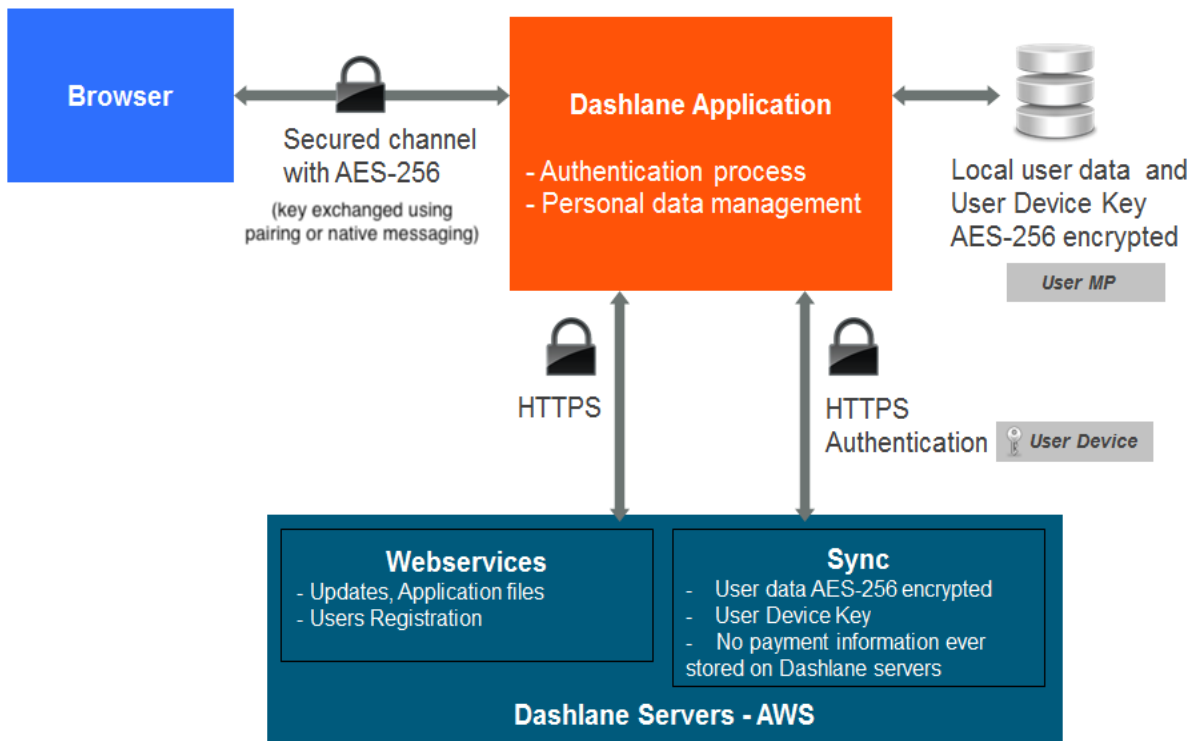 Browser
Secured channel
with AES-256
(key exchanged using
pairing or native messaging)
Dashlane Application
- Authentication process
- Personal data management
Local user data and
User Device Key
AES-256 encrypted
User MP
HTTPS
HTTPS
Authentication
User Device
Webservices
- Updates, Application files
- Users Registration
Sync
- User data AES-256 encrypted
- User Device Key
- No payment information ever
stored on Dashlane servers
Dashlane Servers - AWS